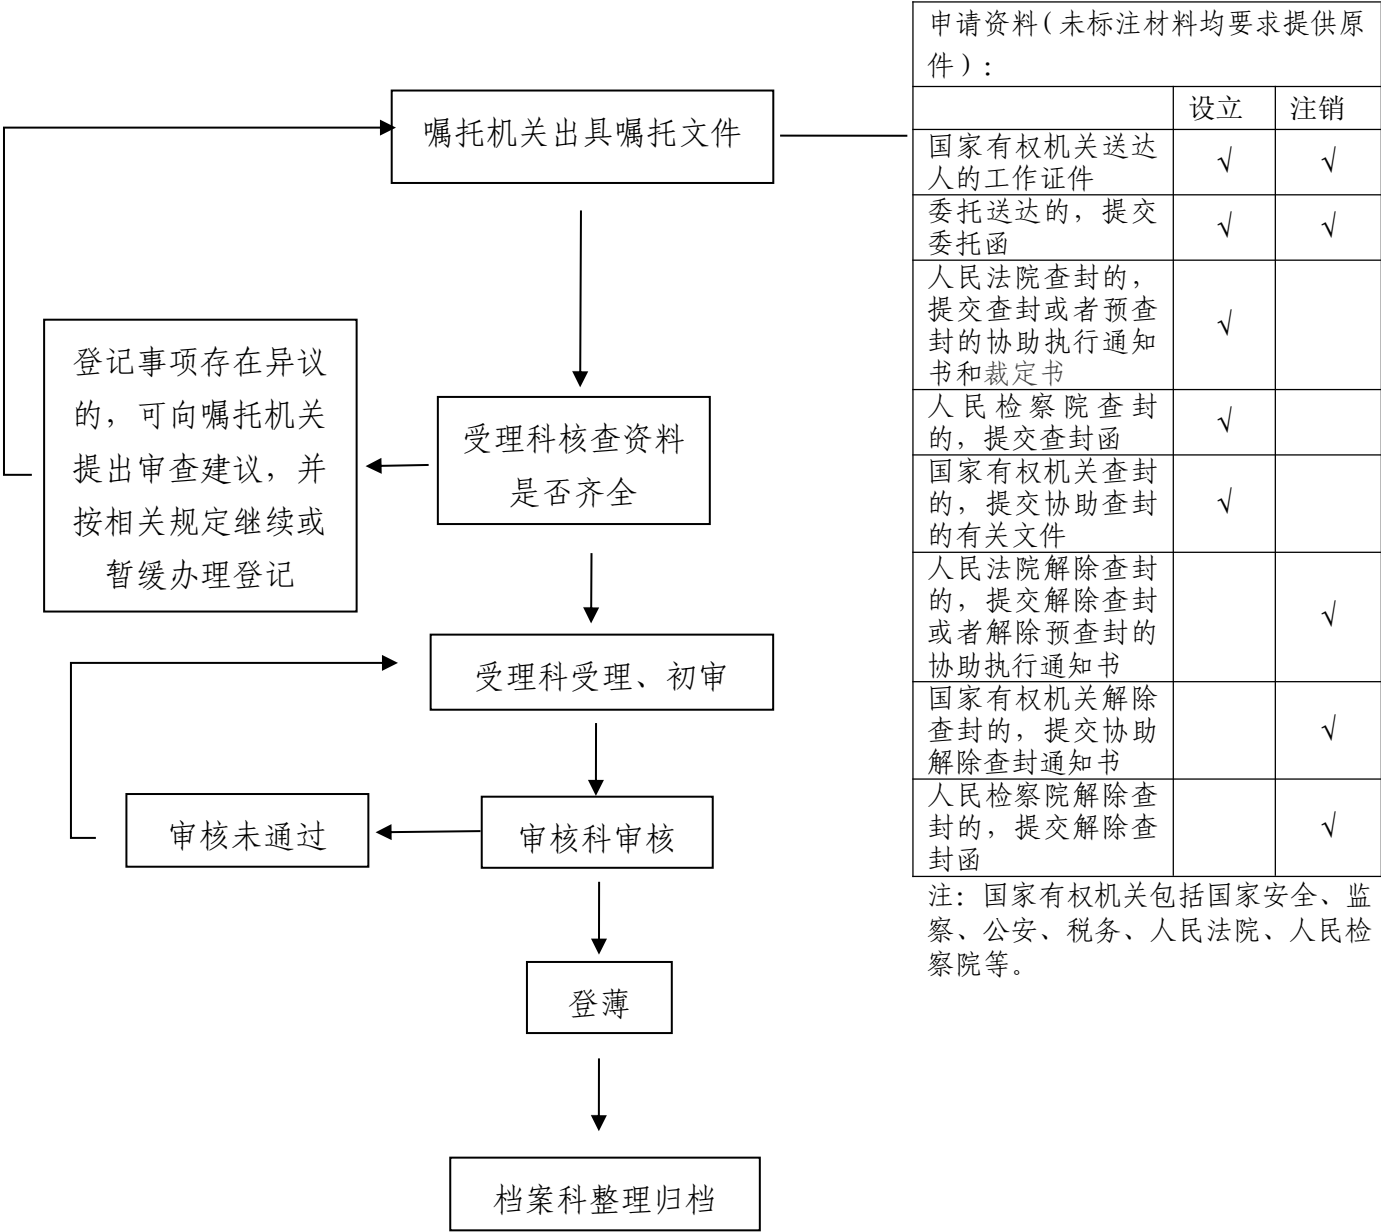 嘱托机关出具嘱托文件
登记事项存在异议
的，可向嘱托机关
提出审查建议，并
按相关规定继续或
暂缓办理登记
受理科核查资料
是否齐全
受理科受理、初审
审核未通过
审核科审核
登薄
档案科整理归档
申请资料（未标注材料均要求提供原
件）：
设立 注销
国家有权机关送达
人的工作证件
√ √
委托送达的，提交
委托函
√ √
人民法院查封的，
提交查封或者预查
封的协助执行通知
书和裁定书
√
人民检察院查封
的，提交查封函
√
国家有权机关查封
的，提交协助查封
的有关文件
√
人民法院解除查封
的，提交解除查封
或者解除预查封的
协助执行通知书
√
国家有权机关解除
查封的，提交协助
解除查封通知书
√
人民检察院解除查
封的，提交解除查
封函
√
注：国家有权机关包括国家安全、监
察、公安、税务、人民法院、人民检
察院等。